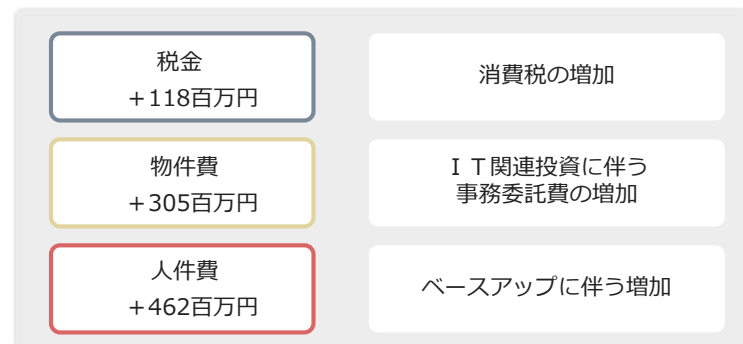 税金
＋118百万円
消費税の増加
物件費
＋305百万円
ＩＴ関連投資に伴う
事務委託費の増加
人件費
＋462百万円
ベースアップに伴う増加